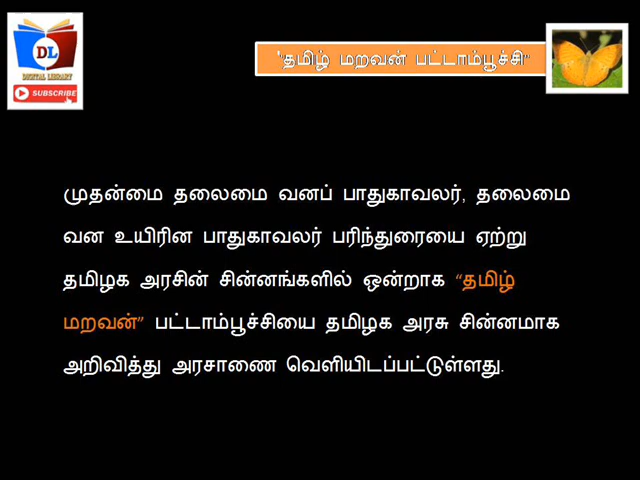 DL
DIGITAL LIBRARY
SUBSCRIBE
"தமிழ் மறவன் பட்டாம்பூச்சி"
முதன்மை தலைமை வனப் பாதுகாவலர், தலைமை
வன உயிரின பாதுகாவலர் பரிந்துரையை ஏற்று
தமிழக அரசின் சின்னங்களில் ஒன்றாக “தமிழ்
மறவன்” பட்டாம்பூச்சியை தமிழக அரசு சின்னமாக
அறிவித்து அரசாணை வெளியிடப்பட்டுள்ளது.